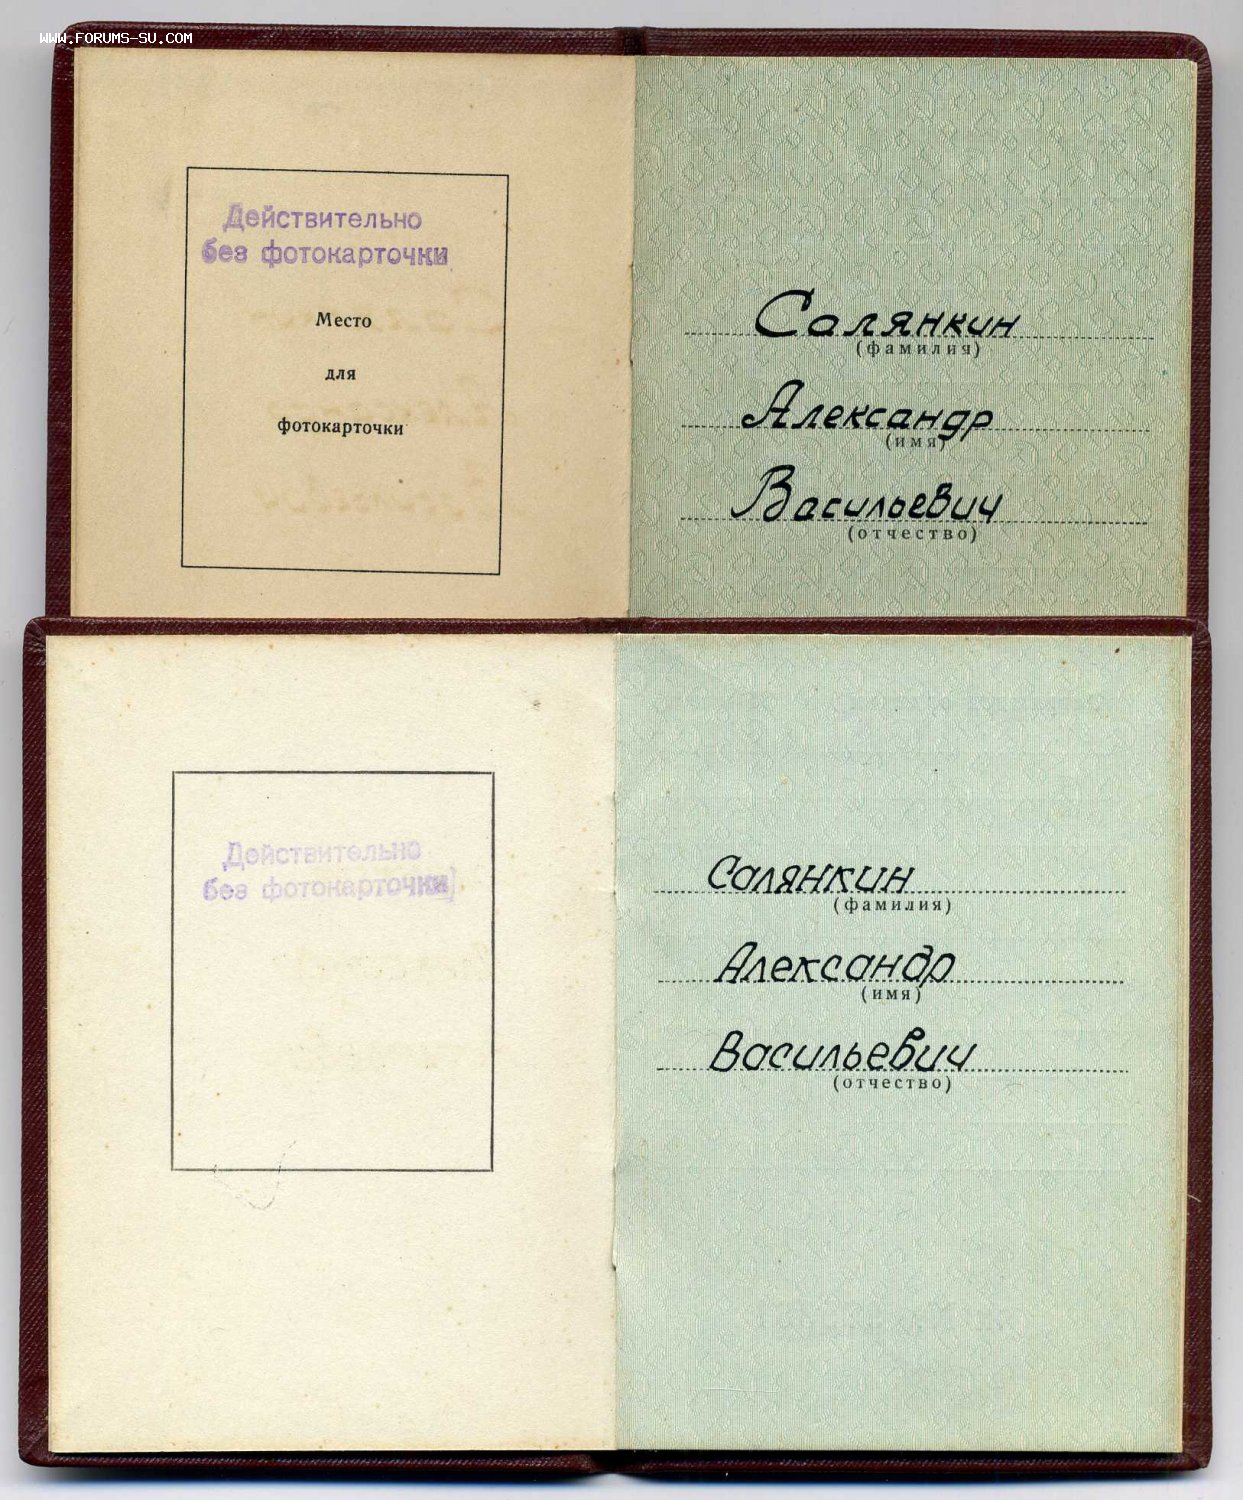 WWW.FORUMS-SU.COM
Действительно
без фотокарточки
Место
для
фотокарточки
Салянкин
(фамилия)
Александр
(имя)
Васильевич
(отчество)
Действительно
без фотокарточки
Салянкин
(фамилия)
Александр
(имя)
Васильевич
(отчество)